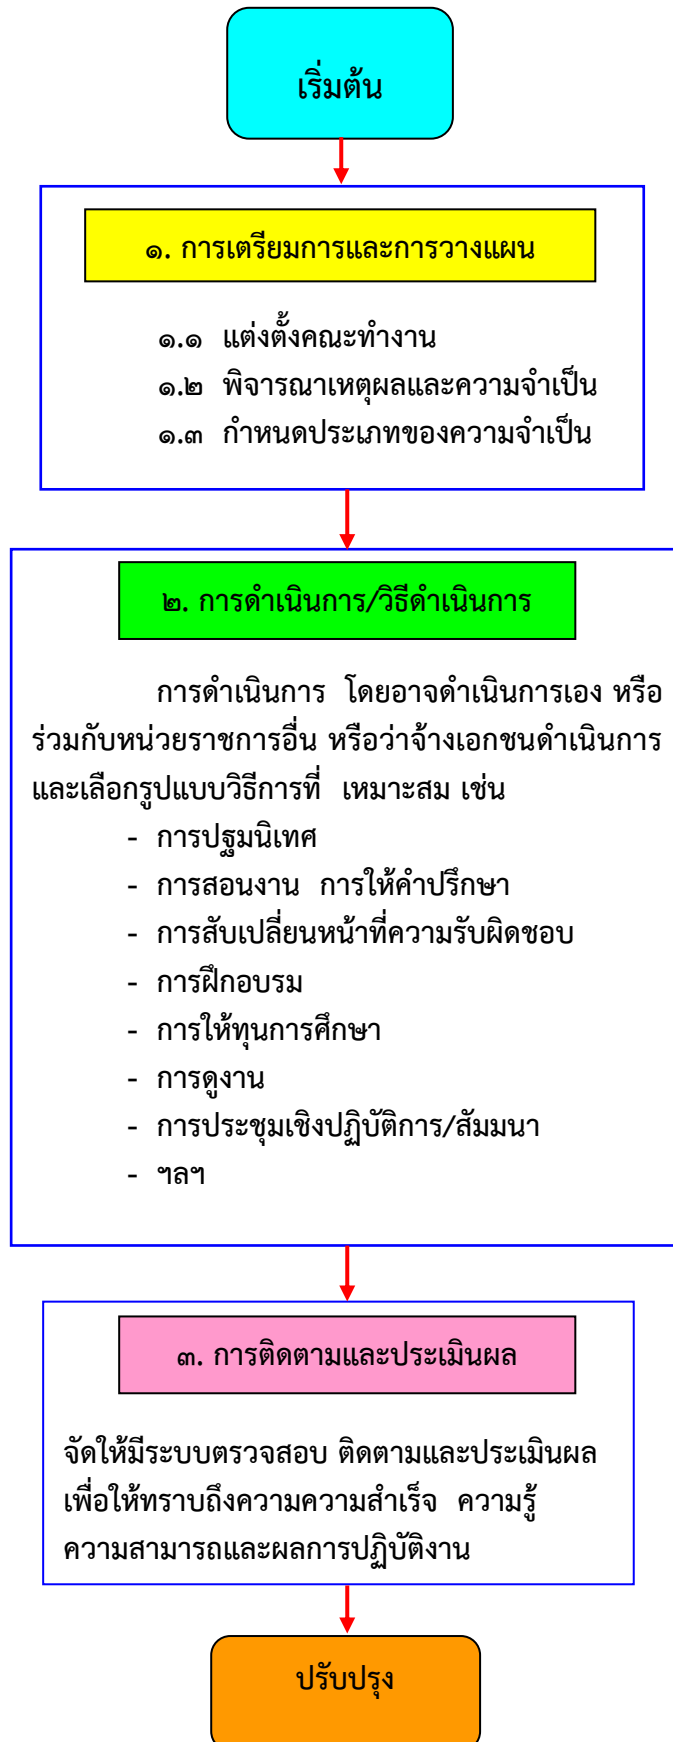 เริ่มต้น
๑. การเตรียมการและการวางแผน
๑.๑ แต่งตั้งคณะทำงาน
๑.๒ พิจารณาเหตุผลและความจำเป็น
๑.๓ กำหนดประเภทของความจำเป็น
๒. การดำเนินการ/วิธีดำเนินการ
การดำเนินการ โดยอาจดำเนินการเอง หรือ
ร่วมกับหน่วยราชการอื่น หรือว่าจ้างเอกชนดำเนินการ
และเลือกรูปแบบวิธีการที่ เหมาะสม เช่น
- การปฐมนิเทศ
- การสอนงาน การให้คำปรึกษา
- การสับเปลี่ยนหน้าที่ความรับผิดชอบ
- การฝึกอบรม
- การให้ทุนการศึกษา
- การดูงาน
- การประชุมเชิงปฏิบัติการ/สัมมนา
- ฯลฯ
๓. การติดตามและประเมินผล
จัดให้มีระบบตรวจสอบ ติดตามและประเมินผล
เพื่อให้ทราบถึงความความสำเร็จ ความรู้
ความสามารถและผลการปฏิบัติงาน
ปรับปรุง